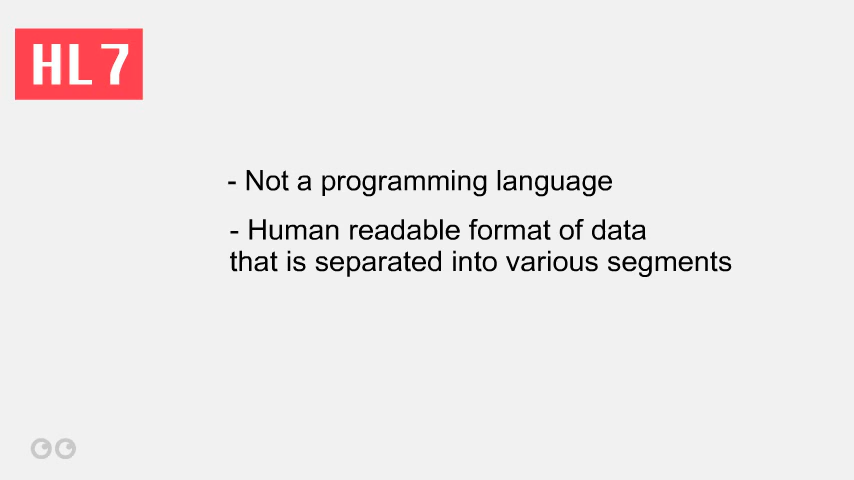 HL7
- Not a programming language
- Human readable format of data
that is separated into various segments